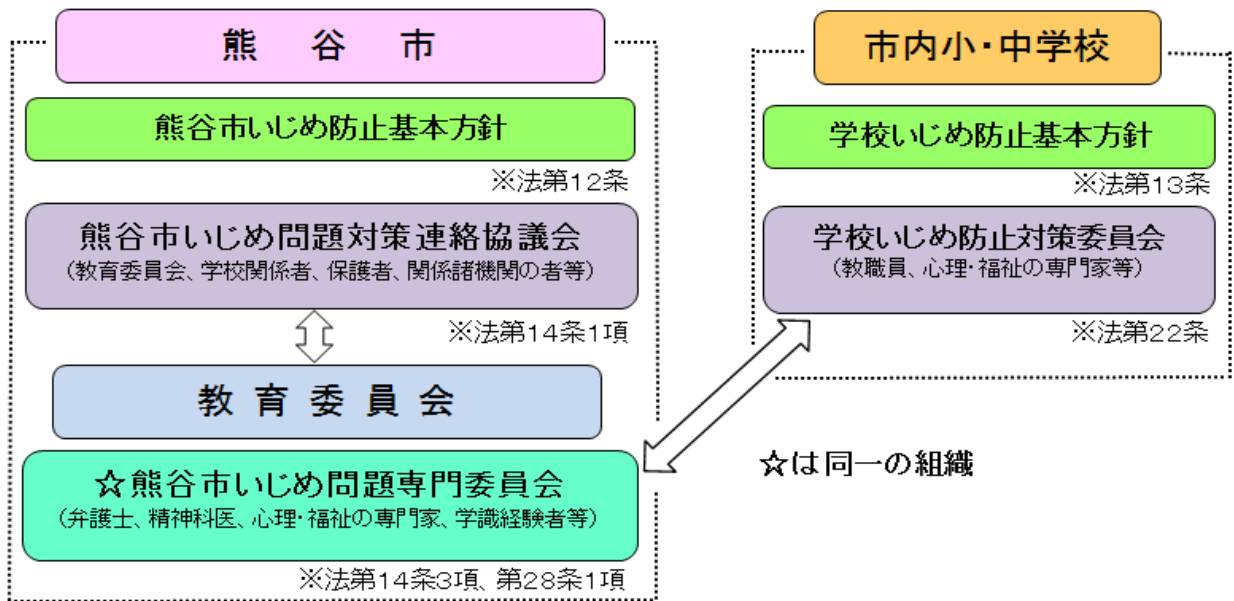 熊谷市
熊谷市いじめ防止基本方針
※法第12条
熊谷市いじめ問題対策連絡協議会
(教育委員会、学校関係者、保護者、関係諸機関の者等)
※法第14条1項
教育委員会
☆熊谷市いじめ問題専門委員会
(弁護士、精神科医、心理・福祉の専門家、学識経験者等)
※法第14条3項、第28条1項
市内小・中学校
学校いじめ防止基本方針
※法第13条
学校いじめ防止対策委員会
(教職員、心理・福祉の専門家等)
※法第22条
☆は同一の組織